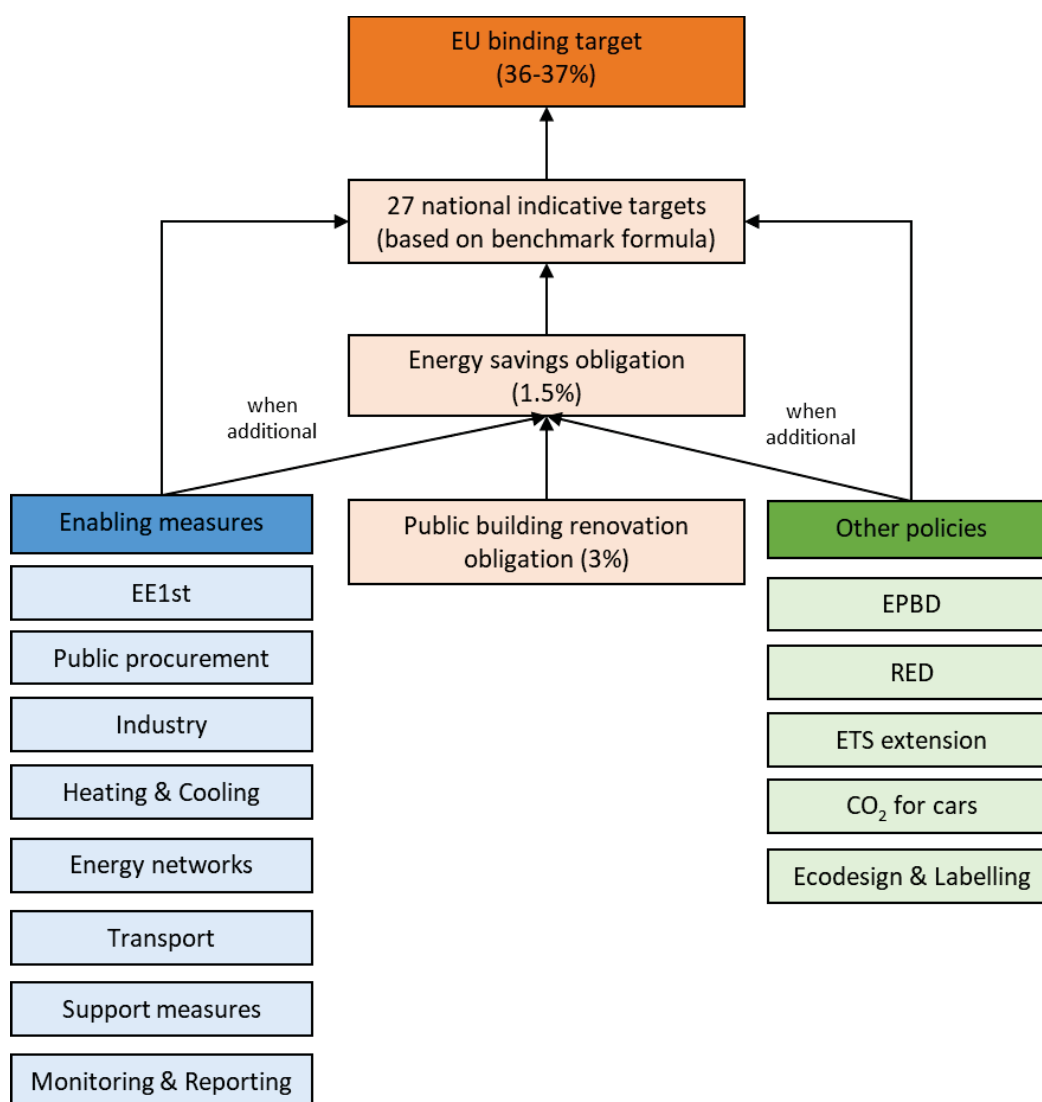 EU binding target
(36-37%)
27 national indicative targets
(based on benchmark formula)
Energy savings obligation
(1.5%)
when
additional
when
additional
Enabling measures
Public building renovation
obligation (3%)
Other policies
EE1st
Public procurement
Industry
Heating & Cooling
Energy networks
Transport
Support measures
Monitoring & Reporting
EPBD
RED
ETS extension
CO₂ for cars
Ecodesign & Labelling